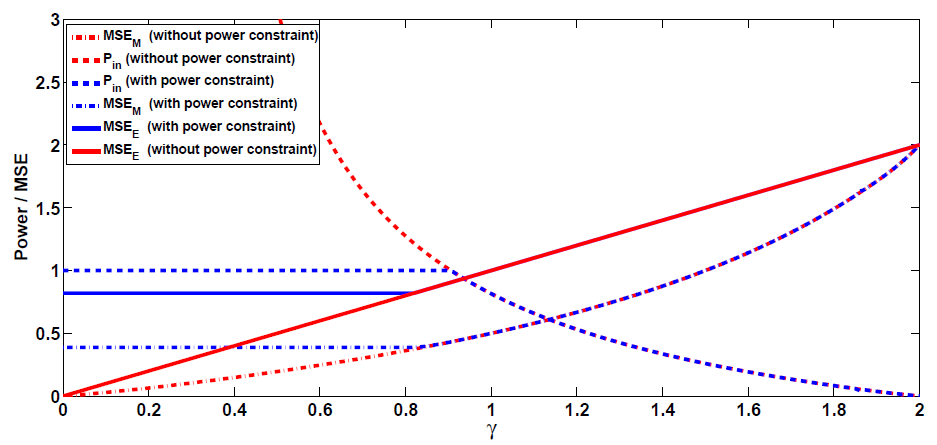 3
2.5
2
1.5
1
0.5
0
Power / MSE
MSE_M (without power constraint)
P_in (without power constraint)
P_in (with power constraint)
MSE_M (with power constraint)
MSE_E (with power constraint)
MSE_E (without power constraint)
0 0.2 0.4 0.6 0.8 1 1.2 1.4 1.6 1.8 2
γ